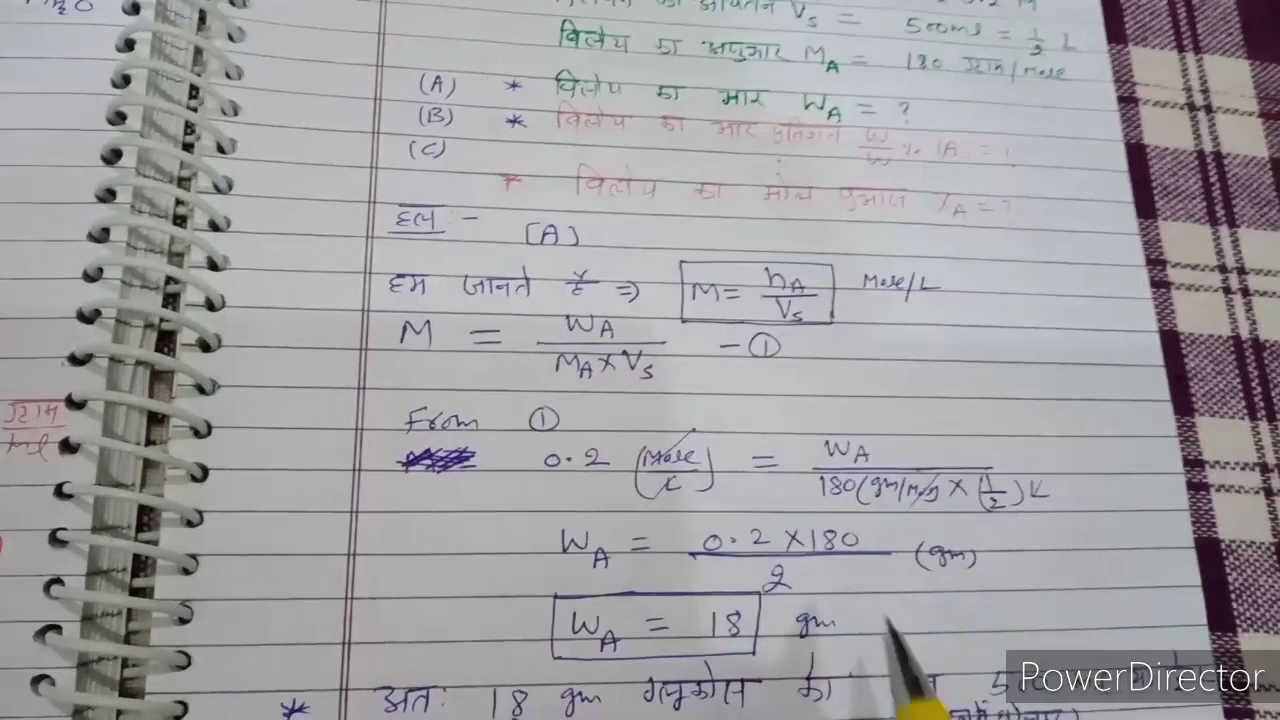 का आयतन Vs = 500ml = 1/2 L
विलेय का अणुभार MA = 180 ग्राम/mole
(A) * विलेय का भार WA = ?
(B) * विलेय का भार प्रतिशत W/W % A = ?
(C)
* विलेय का मोल प्रभाज XA = ?
हल :- [A]
हम जानते है ⇒ M = nA/Vs Mole/L
M = WA/(MA×Vs) - ①
From ①
0.2 (Mole/L) = WA/(180(gm/m) × (1/2) L
WA = 0.2×180/2 (gm)
WA = 18 gm
* अतः 18 gm ग्लूकोस को
ग्राम
PowerDirector